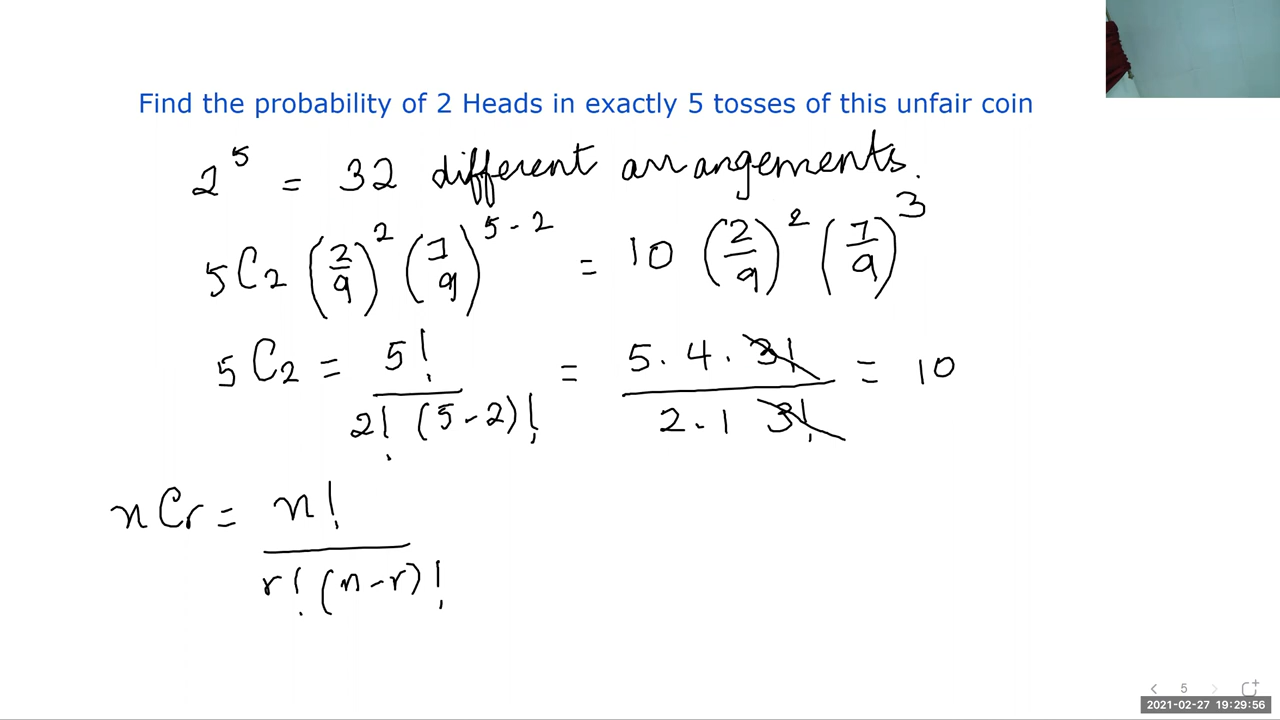 Find the probability of 2 Heads in exactly 5 tosses of this unfair coin
2^5 = 32 different arrangements.
5C2 (2/9)^2 (7/9)^5-2 = 10 (2/9)^2 (7/9)^3
5C2 = 5! / 2! (5-2)! = 5. 4. 3! / 2.1 3! = 10
nCr = n! / r! (n-r)!
5
2021-02-27 19:29:56